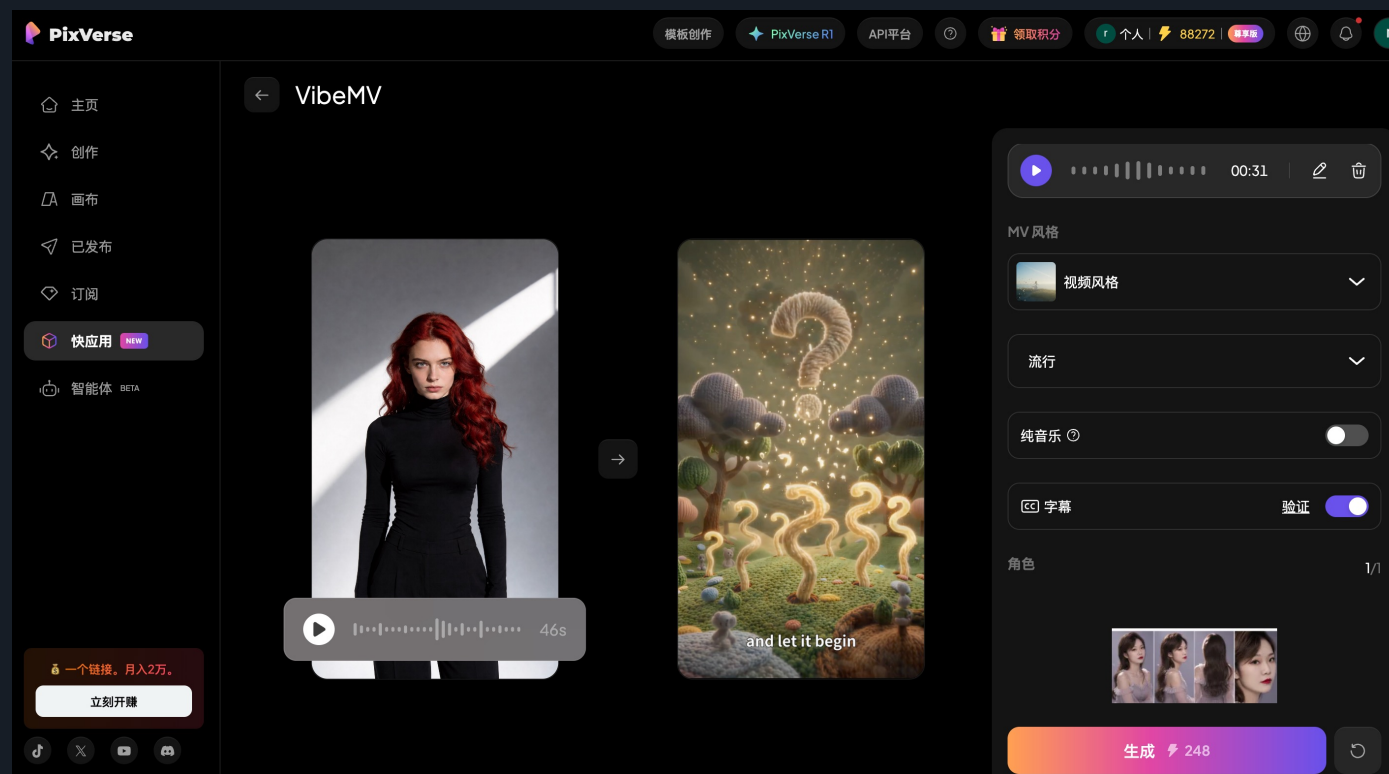 PixVerse
模板创作
PixVerse R1
API平台
领取积分
r 个人 | 88272 | 尊享版
主页
创作
画布
已发布
订阅
快应用 NEW
智能体 BETA
一个链接。月入2万。
立刻开赚
VibeMV
46s
and let it begin
00:31
MV 风格
视频风格
流行
纯音乐
CC 字幕 验证
角色 1/1
生成 248